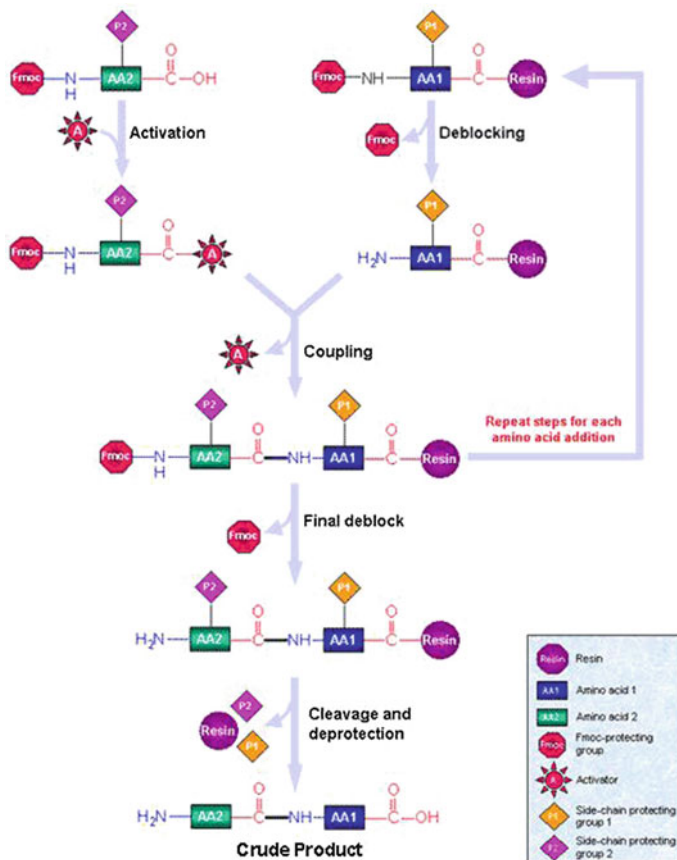 P2
P1
Fmoc N H AA2 C O OH
Fmoc NH AA1 C O Resin
A Activation
Fmoc Deblocking
P2
P1
Fmoc N H AA2 C O A
H₂N AA1 C O Resin
A Coupling
P2
P1
Repeat steps for each
amino acid addition
Fmoc N H AA2 C O NH AA1 C O Resin
Fmoc Final deblock
P2
P1
H₂N AA2 C O NH AA1 C O Resin
Resin P2 P1
Cleavage and
deprotection
H₂N AA2 C O NH AA1 C O OH
Crude Product
Resin Resin
AA1 Amino acid 1
AA2 Amino acid 2
Fmoc Fmoc-protecting
group
A Activator
P1 Side-chain protecting
group 1
P2 Side-chain protecting
group 2